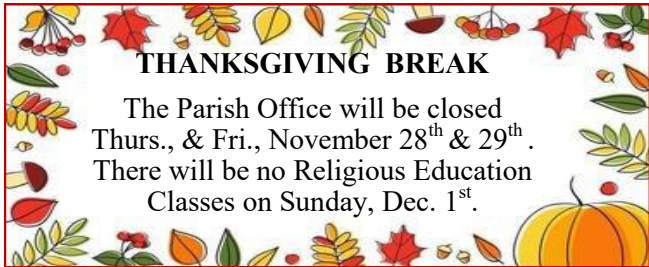 THANKSGIVING BREAK
The Parish Office will be closed
Thurs., & Fri., November 28th & 29th .
There will be no Religious Education
Classes on Sunday, Dec. 1st.